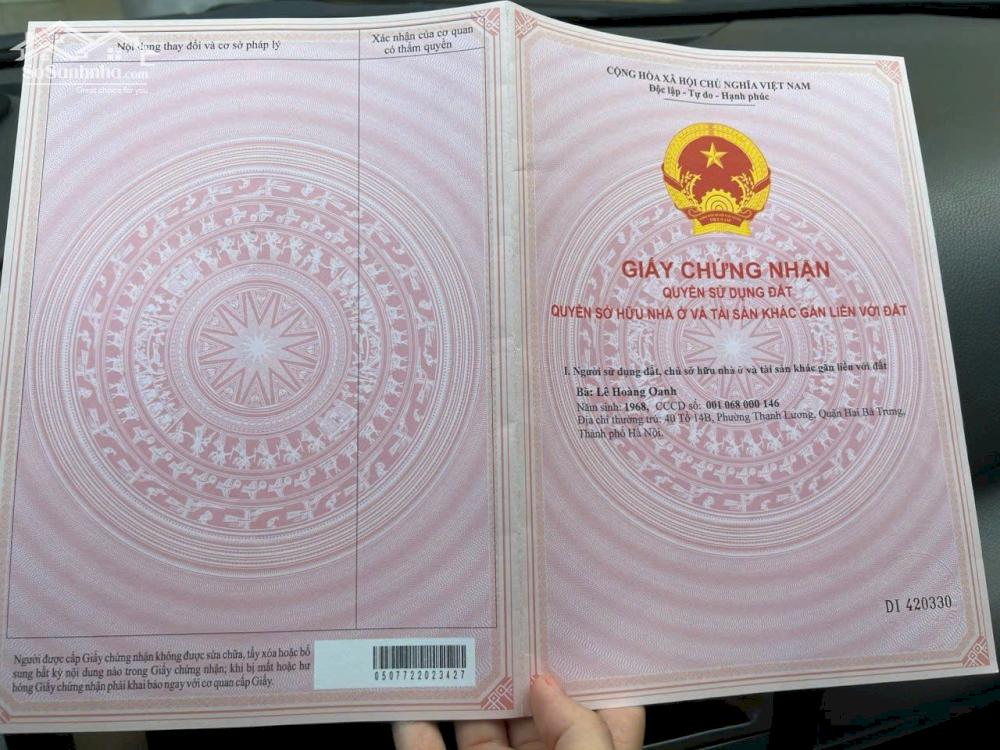 SoSanhnha.com
Great choice for you
Nội dung thay đổi và cơ sở pháp lý
Xác nhận của cơ quan
có thẩm quyền
Người được cấp Giấy chứng nhận không được sửa chữa, tẩy xóa hoặc bổ
sung bất kỳ nội dung nào trong Giấy chứng nhận; khi bị mất hoặc hư
hỏng Giấy chứng nhận phải khai báo ngay với cơ quan cấp Giấy.
0507722023427
CỘNG HÒA XÃ HỘI CHỦ NGHĨA VIỆT NAM
Độc lập - Tự do - Hạnh phúc
GIẤY CHỨNG NHẬN
QUYỀN SỬ DỤNG ĐẤT
QUYỀN SỞ HỮU NHÀ Ở VÀ TÀI SẢN KHÁC GẮN LIỀN VỚI ĐẤT
I. Người sử dụng đất, chủ sở hữu nhà ở và tài sản khác gắn liền với đất
Bà: Lê Hoàng Oanh
Năm sinh: 1968, CCCD số: 001 068 000 146
Địa chỉ thường trú: 40 Tổ 14B, Phường Thanh Lương, Quận Hai Bà Trưng,
Thành phố Hà Nội.
DI 420330